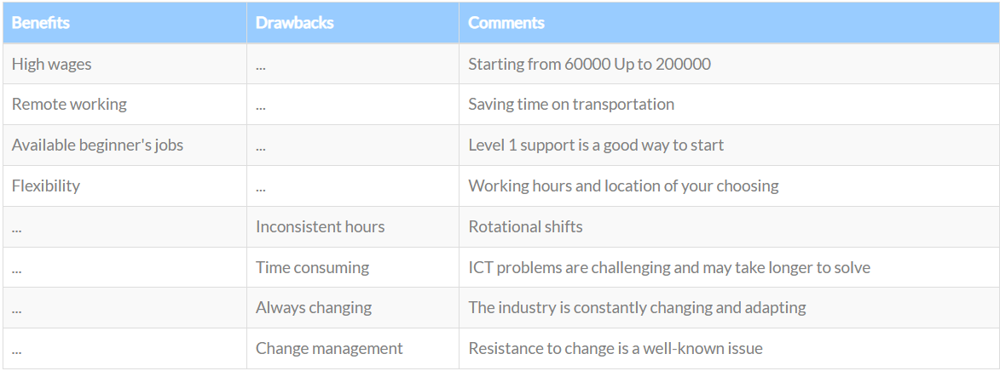 Benefits Drawbacks Comments
High wages ... Starting from 60000 Up to 200000
Remote working ... Saving time on transportation
Available beginner's jobs ... Level 1 support is a good way to start
Flexibility ... Working hours and location of your choosing
... Inconsistent hours Rotational shifts
... Time consuming ICT problems are challenging and may take longer to solve
... Always changing The industry is constantly changing and adapting
... Change management Resistance to change is a well-known issue